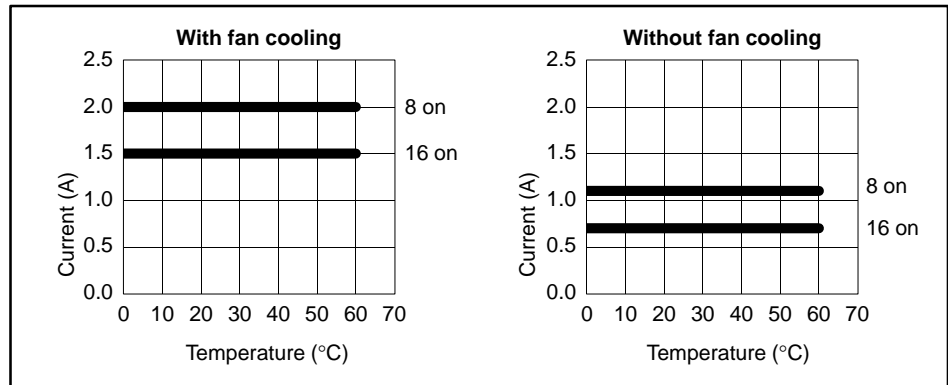 With fan cooling
2.5
2.0
1.5
1.0
0.5
0.0
Current (A)
8 on
16 on
0 10 20 30 40 50 60 70
Temperature (°C)
Without fan cooling
2.5
2.0
1.5
1.0
0.5
0.0
Current (A)
8 on
16 on
0 10 20 30 40 50 60 70
Temperature (°C)